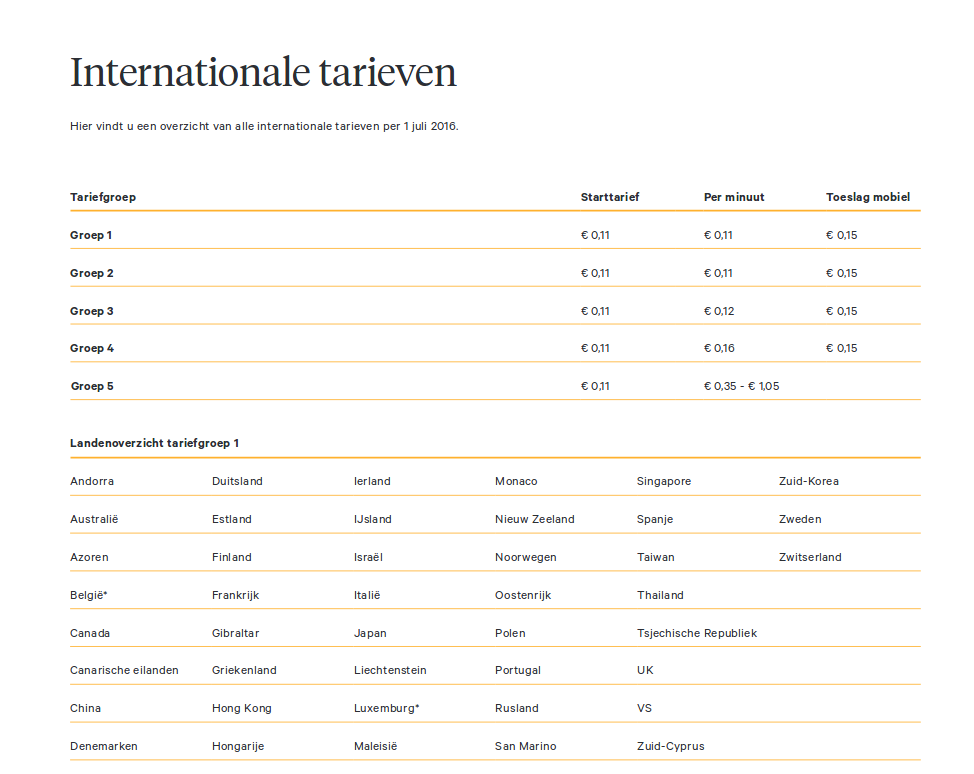 Internationale tarieven
Hier vindt u een overzicht van alle internationale tarieven per 1 juli 2016.
Tariefgroep Starttarief Per minuut Toeslag mobiel
Groep 1 € 0,11 € 0,11 € 0,15
Groep 2 € 0,11 € 0,11 € 0,15
Groep 3 € 0,11 € 0,12 € 0,15
Groep 4 € 0,11 € 0,16 € 0,15
Groep 5 € 0,11 € 0,35 - € 1,05
Landenoverzicht tariefgroep 1
Andorra Duitsland Ierland Monaco Singapore Zuid-Korea
Australië Estland IJsland Nieuw Zeeland Spanje Zweden
Azoren Finland Israël Noorwegen Taiwan Zwitserland
België* Frankrijk Italië Oostenrijk Thailand
Canada Gibraltar Japan Polen Tsjechische Republiek
Canarische eilanden Griekenland Liechtenstein Portugal UK
China Hong Kong Luxemburg* Rusland VS
Denemarken Hongarije Maleisië San Marino Zuid-Cyprus